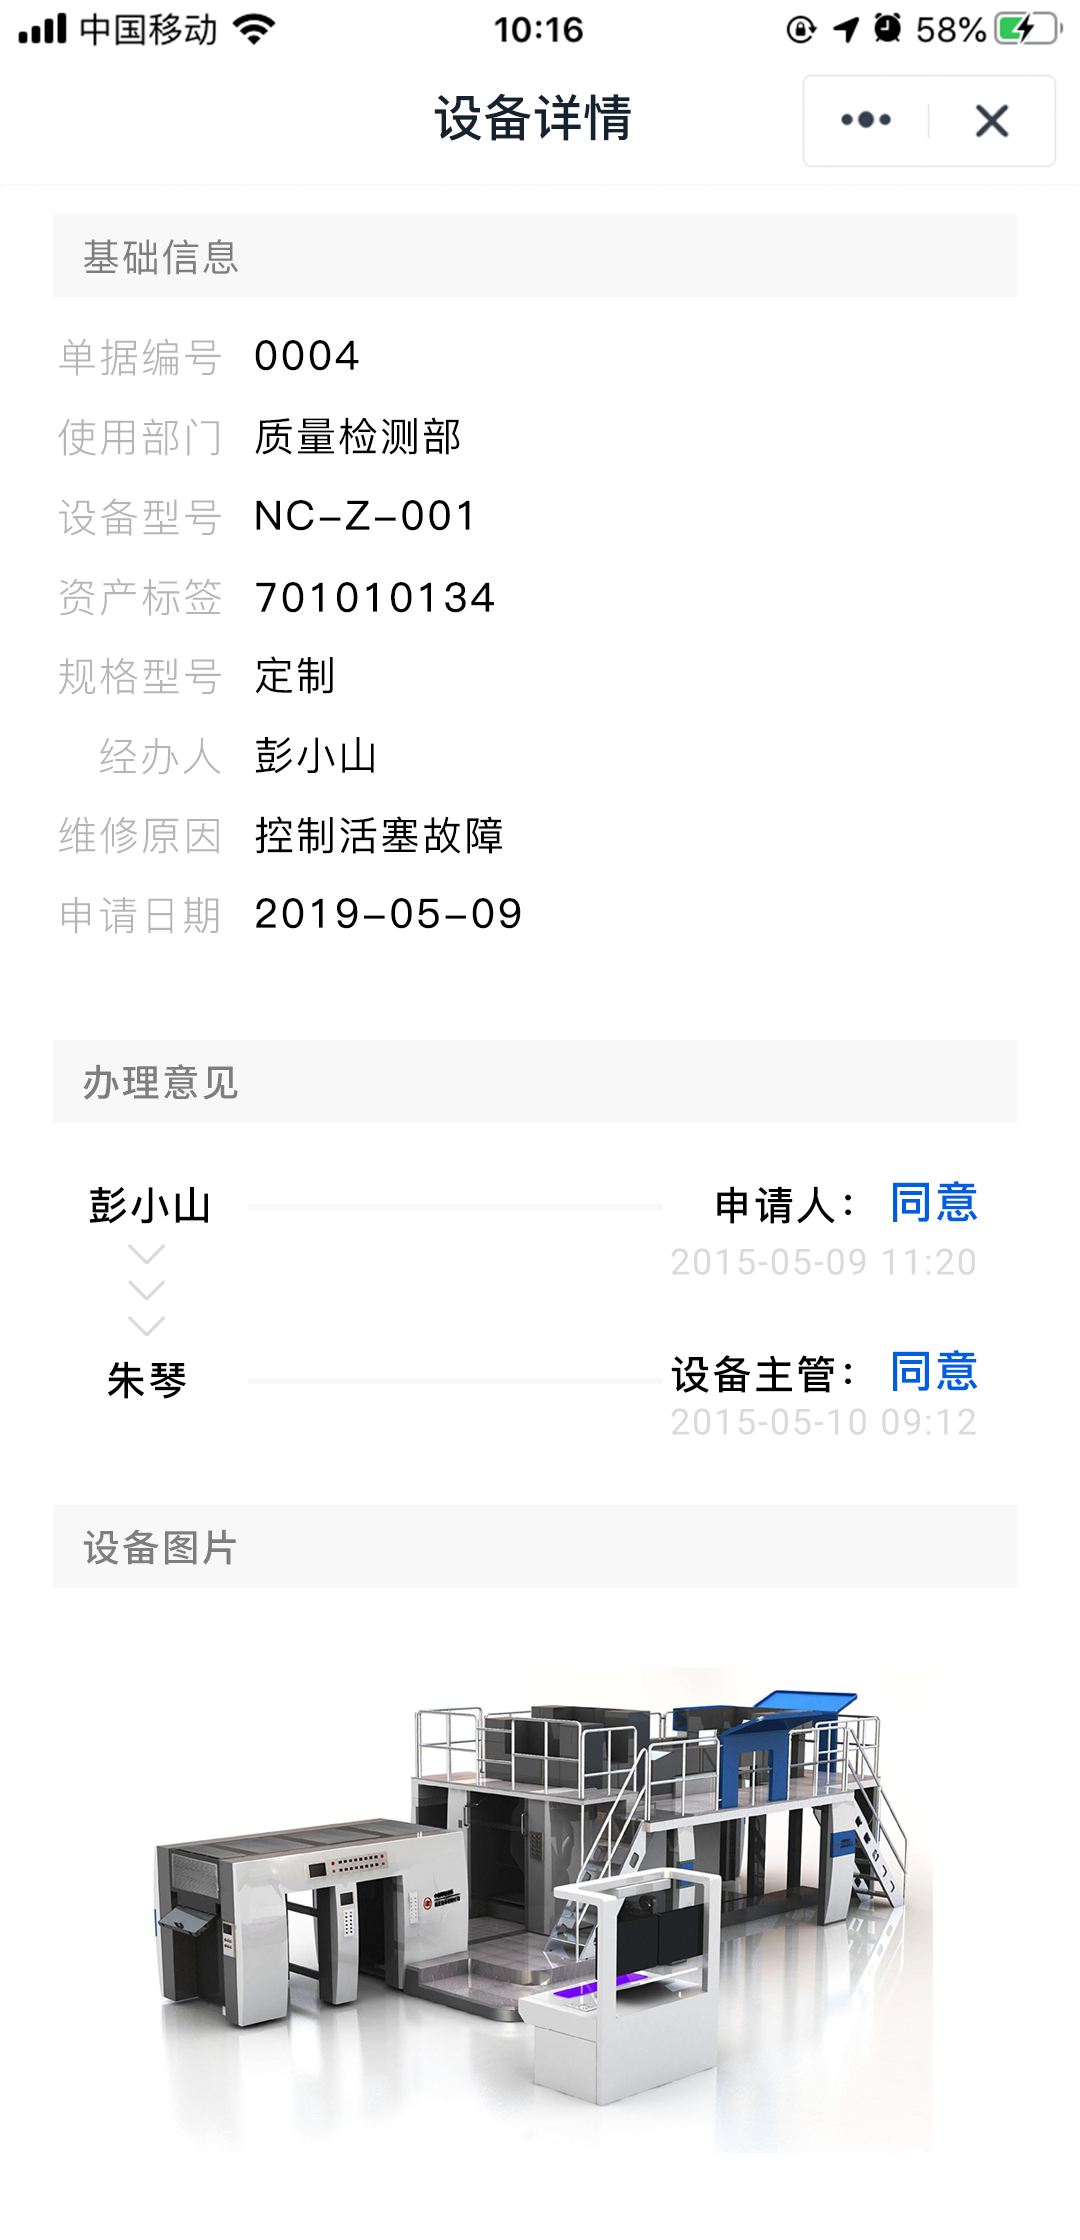 中国移动 10:16 58%
设备详情
基础信息
单据编号 0004
使用部门 质量检测部
设备型号 NC-Z-001
资产标签 701010134
规格型号 定制
经办人 彭小山
维修原因 控制活塞故障
申请日期 2019-05-09
办理意见
彭小山 申请人： 同意
2015-05-09 11:20
朱琴 设备主管： 同意
2015-05-10 09:12
设备图片